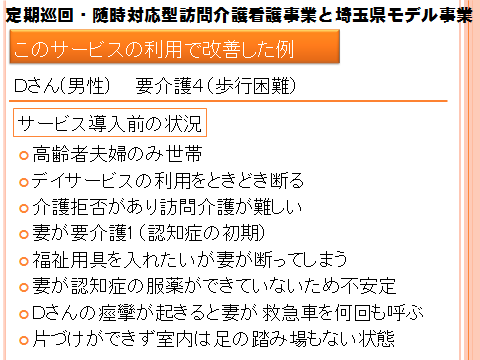 定期巡回・随時対応型訪問介護看護事業と埼玉県モデル事業
このサービスの利用で改善した例
Dさん（男性）　要介護4（歩行困難）
サービス導入前の状況
高齢者夫婦のみ世帯
デイサービスの利用をときどき断る
介護拒否があり訪問介護が難しい
妻が要介護1（認知症の初期）
福祉用具を入れたいが妻が断ってしまう
妻が認知症の服薬ができていないため不安定
Dさんの痙攣が起きると妻が 救急車を何回も呼ぶ
片づけができず室内は足の踏み場もない状態